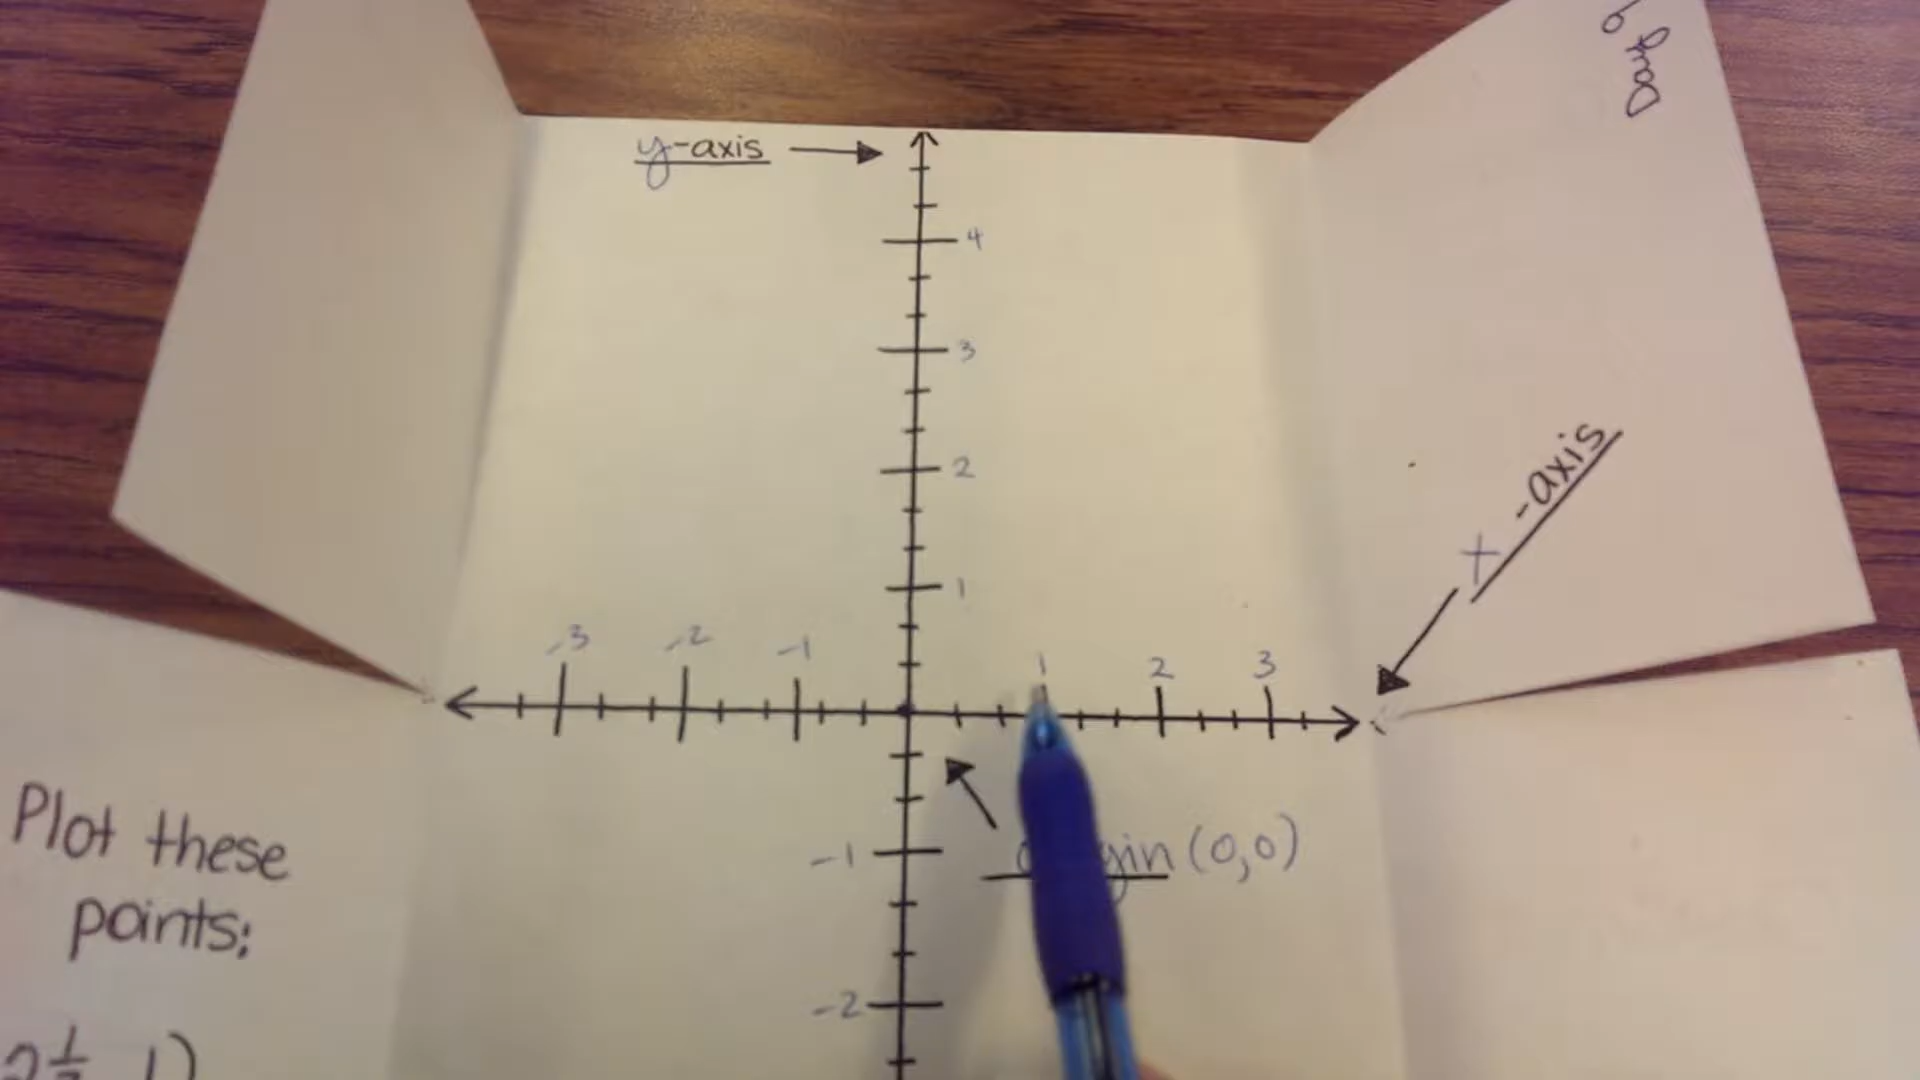 y-axis
4
3
2
x-axis
1
-3 -2 -1 1 2 3
-1
(0,0)
-2
Plot these
points: